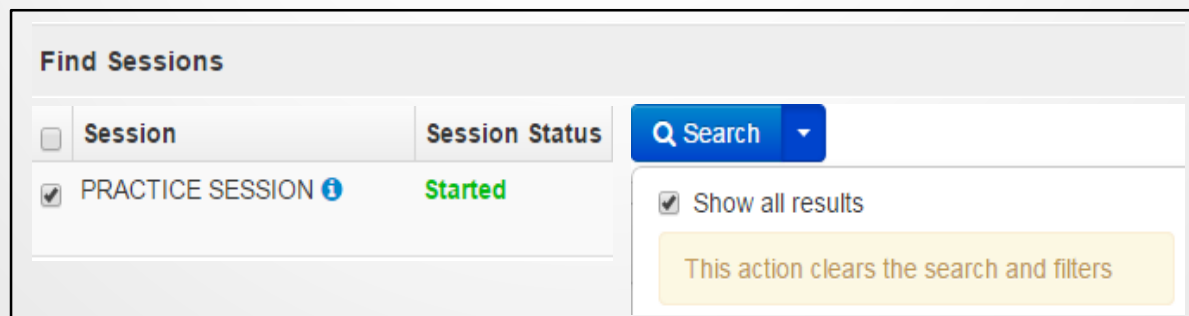 Find Sessions
Session Session Status Search
PRACTICE SESSION Started
Show all results
This action clears the search and filters